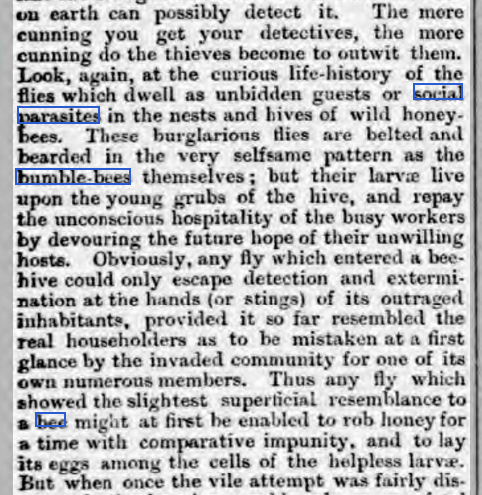 on earth can possibly detect it. The more
cunning you get your detectives, the more
cunning do the thieves become to outwit them.
Look, again, at the curious life-history of the
flies which dwell as unbidden guests or social
parasites in the nests and hives of wild honey-
bees. These burglarious flies are belted and
bearded in the very selfsame pattern as the
bumble-bees themselves; but their larvæ live
upon the young grubs of the hive, and repay
the unconscious hospitality of the busy workers
by devouring the future hope of their unwilling
hosts. Obviously, any fly which entered a bee-
hive could only escape detection and extermi-
nation at the hands (or stings) of its outraged
inhabitants, provided it so far resembled the
real householders as to be mistaken at a first
glance by the invaded community for one of its
own numerous members. Thus any fly which
showed the slightest superficial resemblance to
a bee might at first be enabled to rob honey for
a time with comparative impunity, and to lay
its eggs among the cells of the helpless larvæ.
But when once the vile attempt was fairly dis-